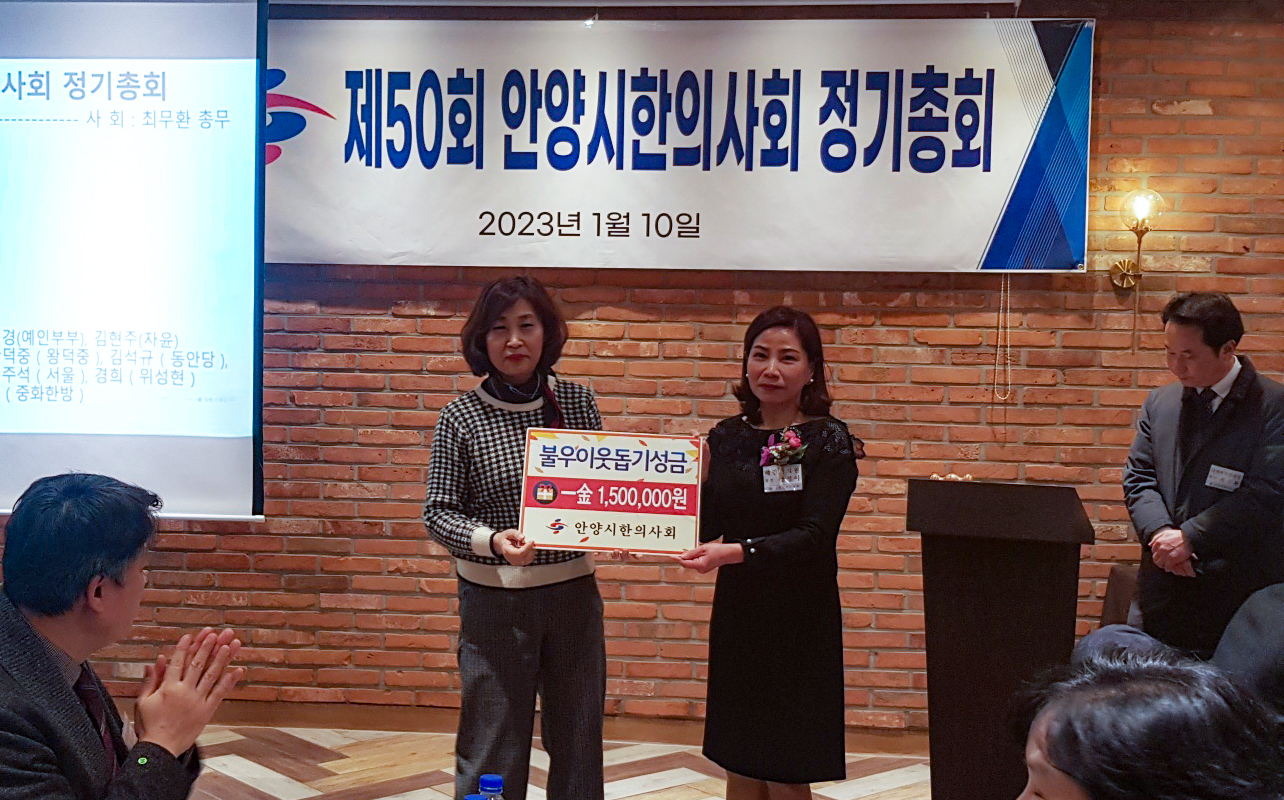 사회 정기총회
------------ 사 회 : 최무환 총무
경(예인부부), 김현주(자윤)
덕중 ( 왕덕중 ), 김석규 ( 동안당 ),
주석 ( 서울 ), 경희 ( 위성현 )
( 중화한방 )
제50회 안양시한의사회 정기총회
2023년 1월 10일
불우이웃돕기성금
一金 1,500,000원
안양시한의사회